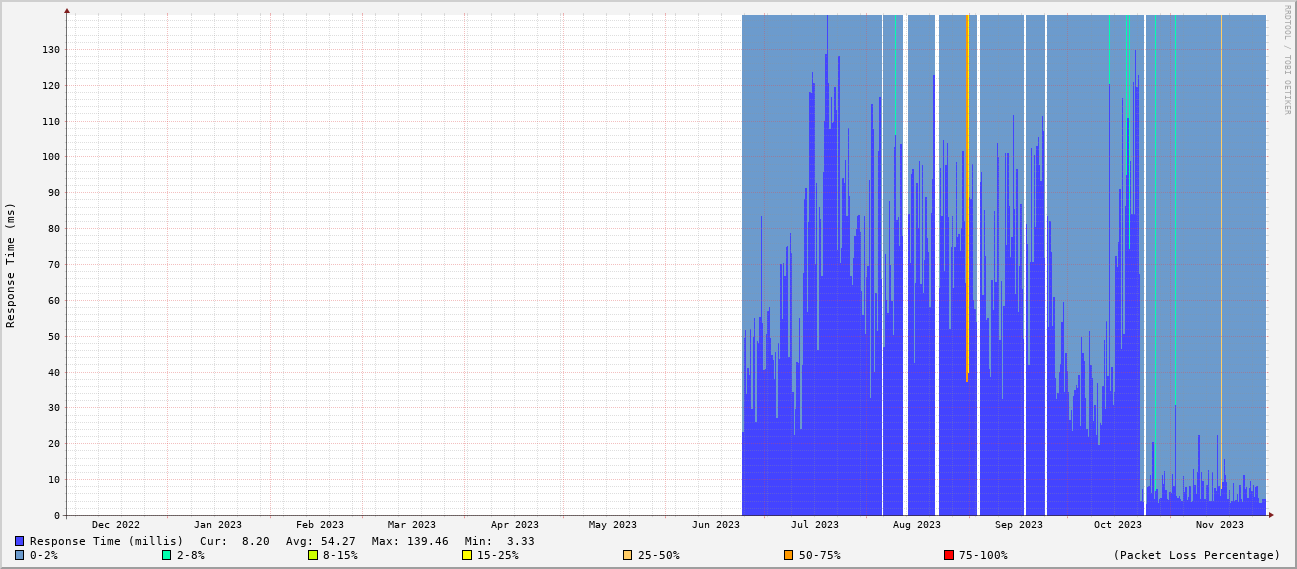 RRDTOOL / TOBI OETIKER
Response Time (ms)
130
120
110
100
90
80
70
60
50
40
30
20
10
0
Dec 2022 Jan 2023 Feb 2023 Mar 2023 Apr 2023 May 2023 Jun 2023 Jul 2023 Aug 2023 Sep 2023 Oct 2023 Nov 2023
Response Time (millis) Cur: 8.20 Avg: 54.27 Max: 139.46 Min: 3.33
0-2% 2-8% 8-15% 15-25% 25-50% 50-75% 75-100% (Packet Loss Percentage)